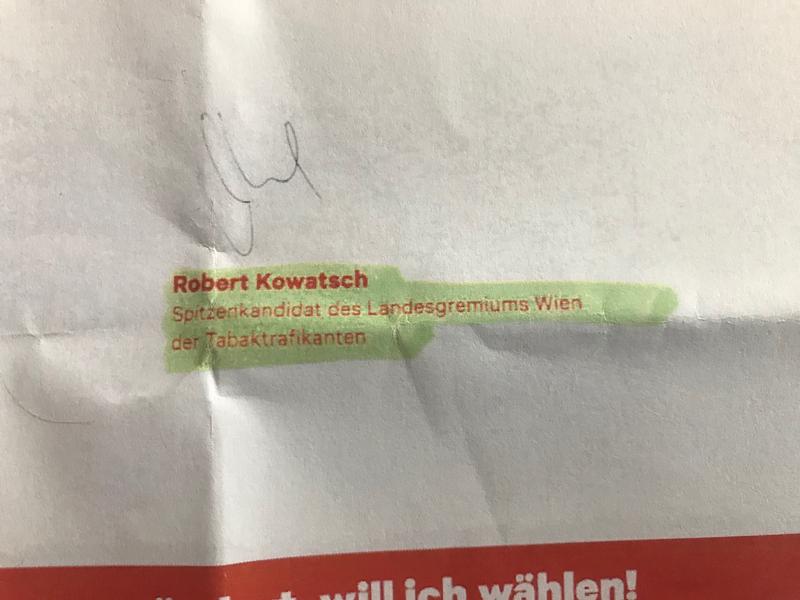 Robert Kowatsch
Spitzenkandidat des Landesgremiums Wien
der Tabaktrafikanten
will ich wählen!